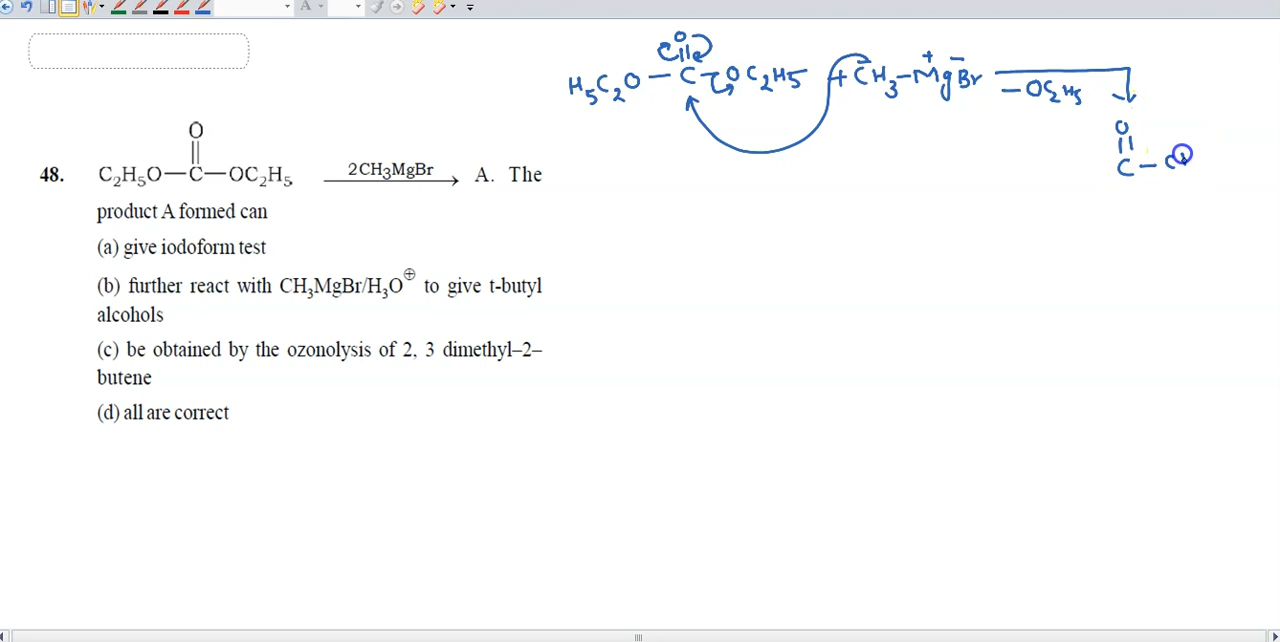 O
H5C2O — C OC2H5 + CH3 – MgBr
+ –
– OC2H5
O
C –
O
48. C2H5O—C—OC2H5 2CH3MgBr A. The
product A formed can
(a) give iodoform test
(b) further react with CH3MgBr/H3O⊕ to give t-butyl
alcohols
(c) be obtained by the ozonolysis of 2, 3 dimethyl–2–
butene
(d) all are correct